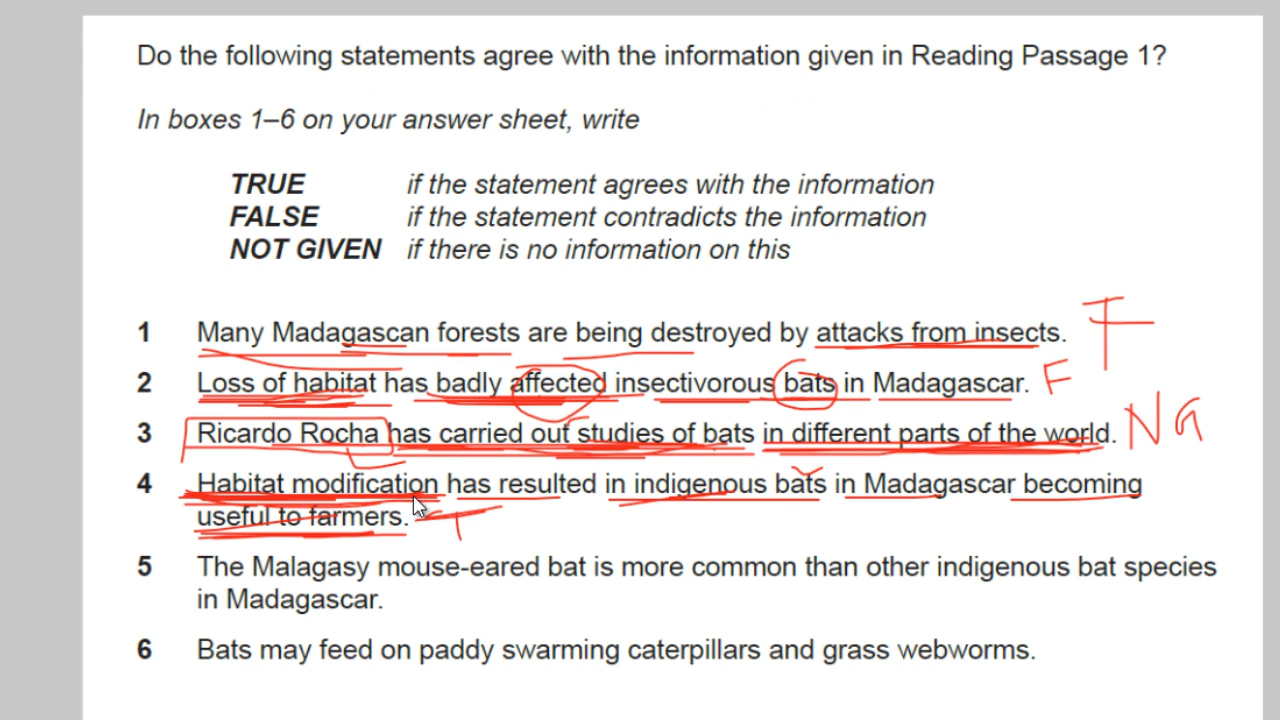 Do the following statements agree with the information given in Reading Passage 1?
In boxes 1–6 on your answer sheet, write
TRUE if the statement agrees with the information
FALSE if the statement contradicts the information
NOT GIVEN if there is no information on this
1 Many Madagascan forests are being destroyed by attacks from insects. F
2 Loss of habitat has badly affected insectivorous bats in Madagascar. F
3 Ricardo Rocha has carried out studies of bats in different parts of the world. NG
4 Habitat modification has resulted in indigenous bats in Madagascar becoming
useful to farmers. T
5 The Malagasy mouse-eared bat is more common than other indigenous bat species
in Madagascar.
6 Bats may feed on paddy swarming caterpillars and grass webworms.